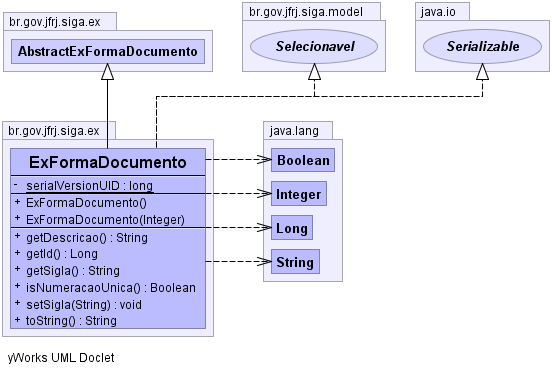 br.gov.jfrj.siga.ex
AbstractExFormaDocumento
br.gov.jfrj.siga.model
Selecionavel
java.io
Serializable
br.gov.jfrj.siga.ex
ExFormaDocumento
- serialVersionUID : long
+ ExFormaDocumento()
+ ExFormaDocumento(Integer)
+ getDescricao() : String
+ getId() : Long
+ getSigla() : String
+ isNumeracaoUnica() : Boolean
+ setSigla(String) : void
+ toString() : String
java.lang
Boolean
Integer
Long
String
yWorks UML Doclet